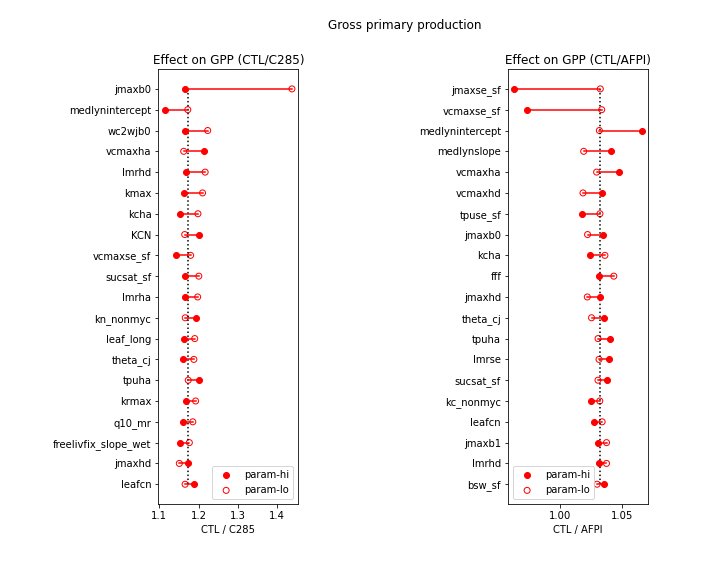 Gross primary production
Effect on GPP (CTL/C285)
jmaxb0
medlynintercept
wc2wjb0
vcmaxha
lmrhd
kmax
kcha
KCN
vcmaxse_sf
sucsat_sf
lmrha
kn_nonmyc
leaf_long
theta_cj
tpuha
krmax
q10_mr
freelivfix_slope_wet
jmaxhd
leafcn
param-hi
param-lo
1.1 1.2 1.3 1.4
CTL / C285
Effect on GPP (CTL/AFPI)
jmaxse_sf
vcmaxse_sf
medlynintercept
medlynslope
vcmaxha
vcmaxhd
tpuse_sf
jmaxb0
kcha
fff
jmaxhd
theta_cj
tpuha
lmrse
sucsat_sf
kc_nonmyc
leafcn
jmaxb1
lmrhd
bsw_sf
param-hi
param-lo
1.00 1.05
CTL / AFPI